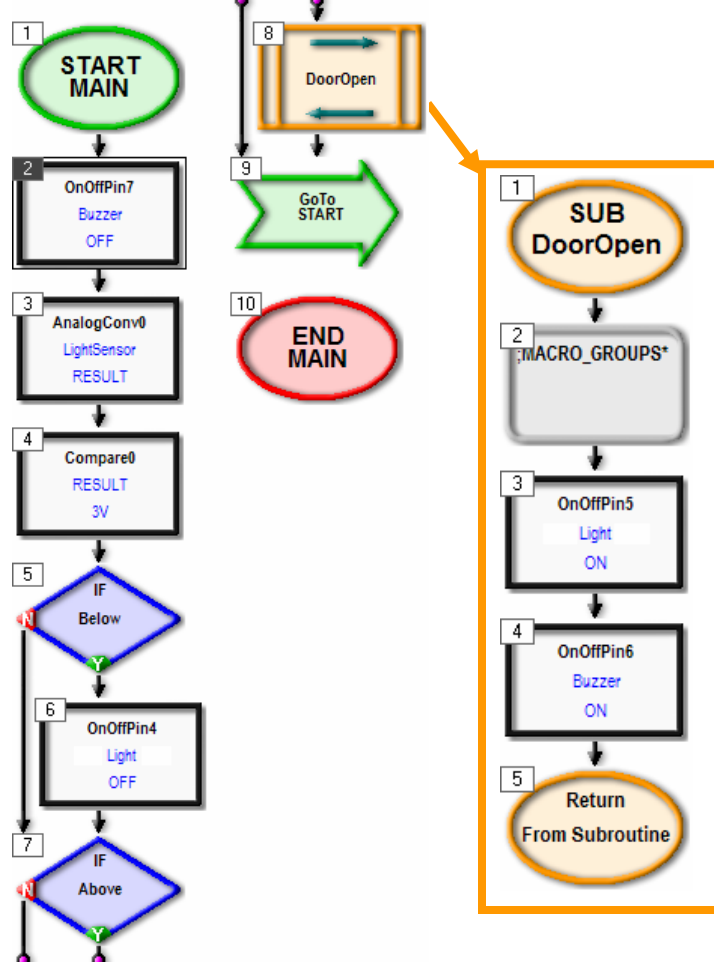 1
START
MAIN
2
OnOffPin7
Buzzer
OFF
3
AnalogConv0
LightSensor
RESULT
4
Compare0
RESULT
3V
5
IF
Below
N
Y
6
OnOffPin4
Light
OFF
7
IF
Above
N
Y
8
DoorOpen
9
GoTo
START
10
END
MAIN
1
SUB
DoorOpen
2
;MACRO_GROUPS*
3
OnOffPin5
Light
ON
4
OnOffPin6
Buzzer
ON
5
Return
From Subroutine